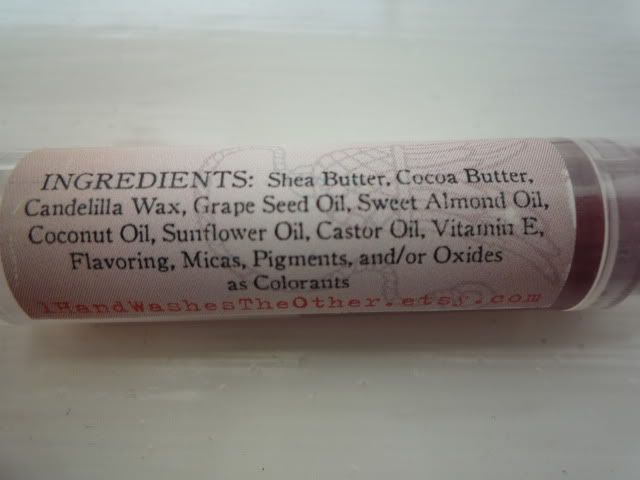 INGREDIENTS: Shea Butter, Cocoa Butter,
Candelilla Wax, Grape Seed Oil, Sweet Almond Oil,
Coconut Oil, Sunflower Oil, Castor Oil, Vitamin E,
Flavoring, Micas, Pigments, and/or Oxides
as Colorants
1HandWashesTheOther.etsy.com